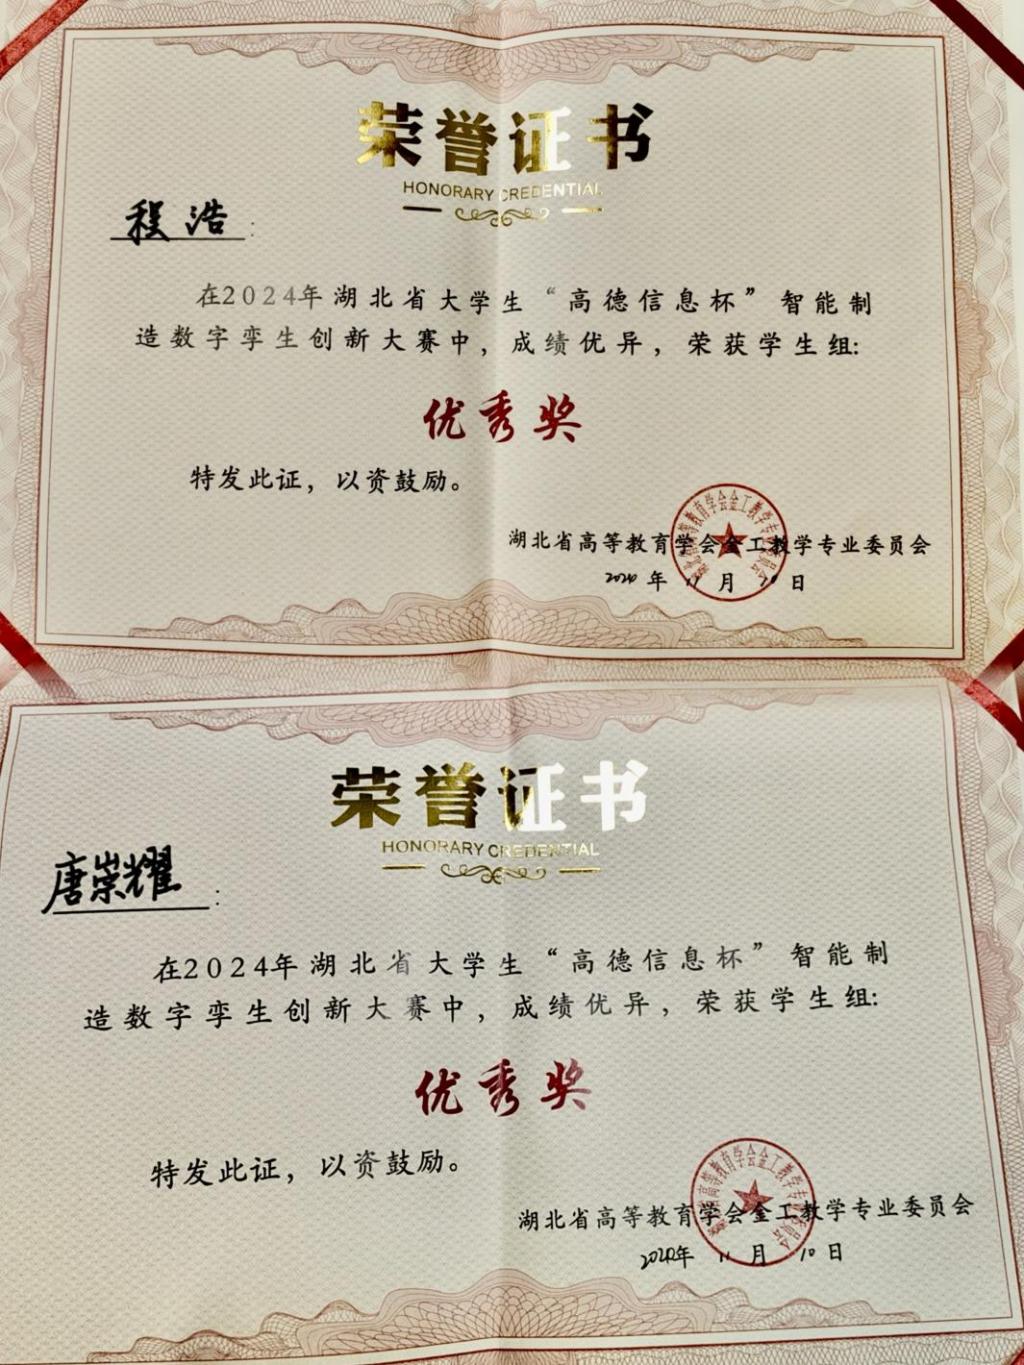 荣誉证书
HONORARY CREDENTIAL
程浩：
在2024年湖北省大学生“高德信息杯”智能制
造数字孪生创新大赛中，成绩优异，荣获学生组：
优秀奖
特发此证，以资鼓励。
湖北省高等教育学会金工教学专业委员会
年 11月 日
荣誉证书
HONORARY CREDENTIAL
唐崇耀：
在2024年湖北省大学生“高德信息杯”智能制
造数字孪生创新大赛中，成绩优异，荣获学生组：
优秀奖
特发此证，以资鼓励。
湖北省高等教育学会金工教学专业委员会
年 11月 10日